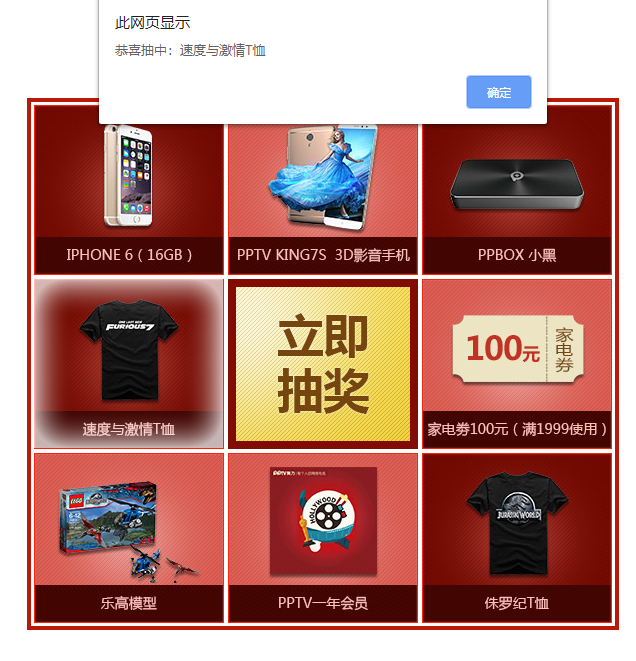 此网页显示
恭喜抽中：速度与激情T恤
确定
IPHONE 6（16GB）
PPTV KING7S 3D影音手机
PPBOX 小黑
FURIOUS7
速度与激情T恤
立即
抽奖
100元
家电券
家电券100元（满1999使用）
LEGO
6-12
乐高模型
HOLLYWOOD
PPTV一年会员
JURASSIC WORLD
侏罗纪T恤